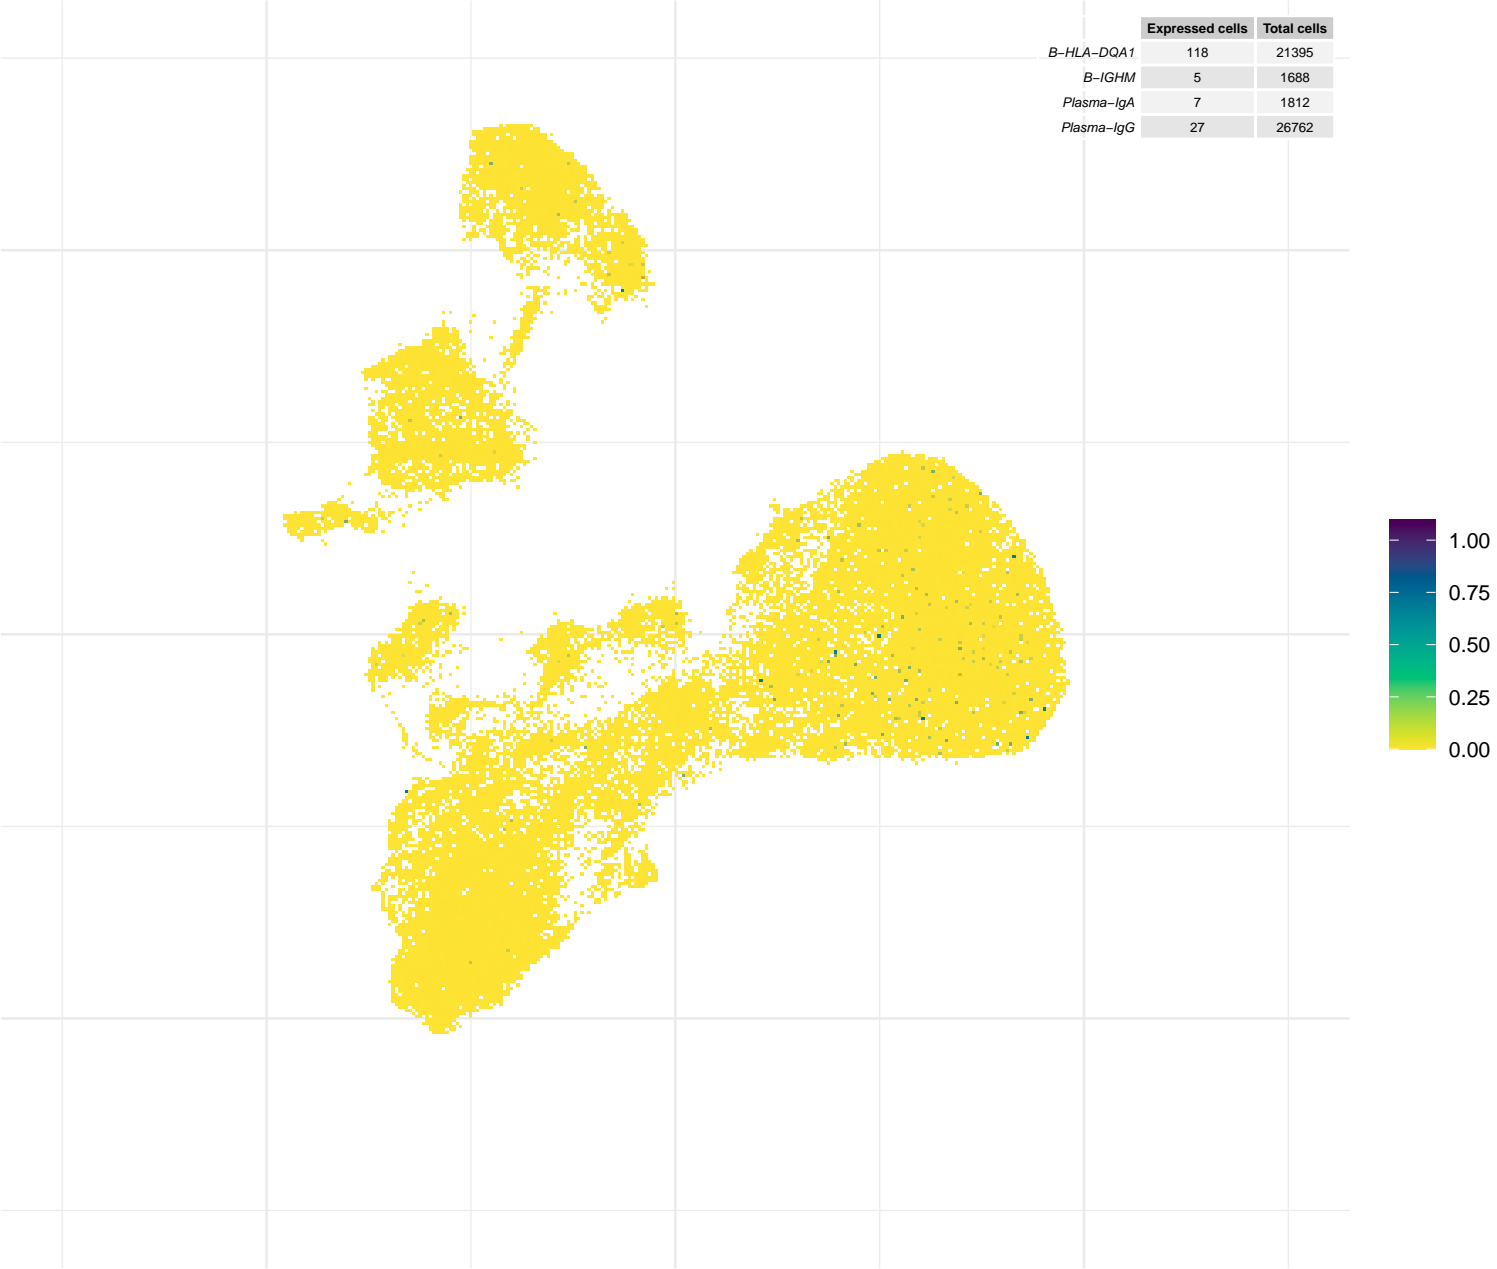 Expressed cells Total cells
B−HLA−DQA1 118 21395
B−IGHM 5 1688
Plasma−IgA 7 1812
Plasma−IgG 27 26762
1.00
0.75
0.50
0.25
0.00